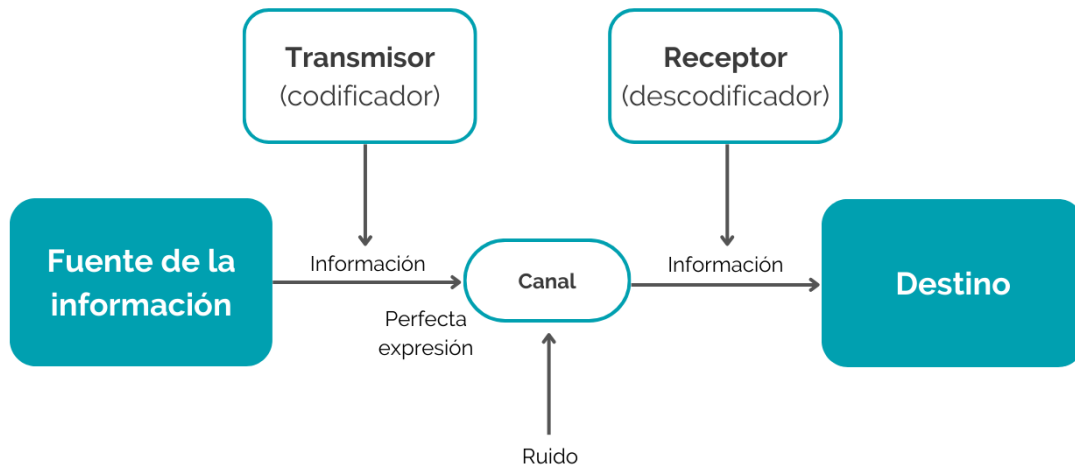 Transmisor
(codificador)
Receptor
(descodificador)
Fuente de la
información
Información
Perfecta
expresión
Canal
Información
Destino
Ruido